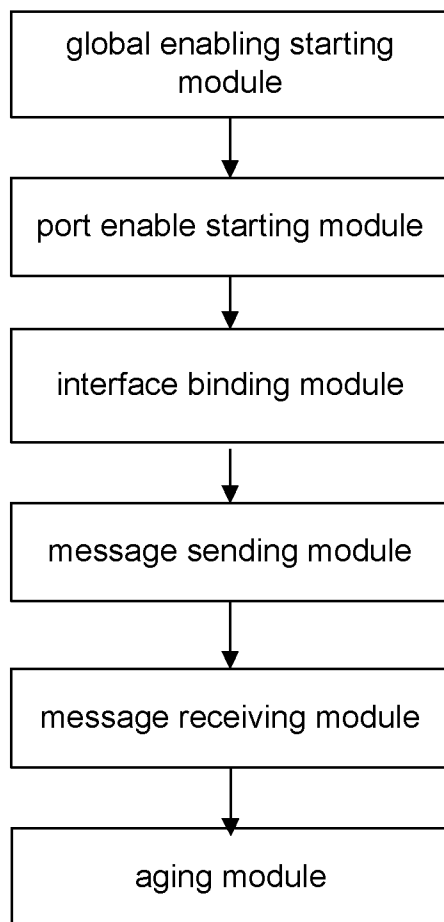 global enabling starting
module
port enable starting module
interface binding module
message sending module
message receiving module
aging module